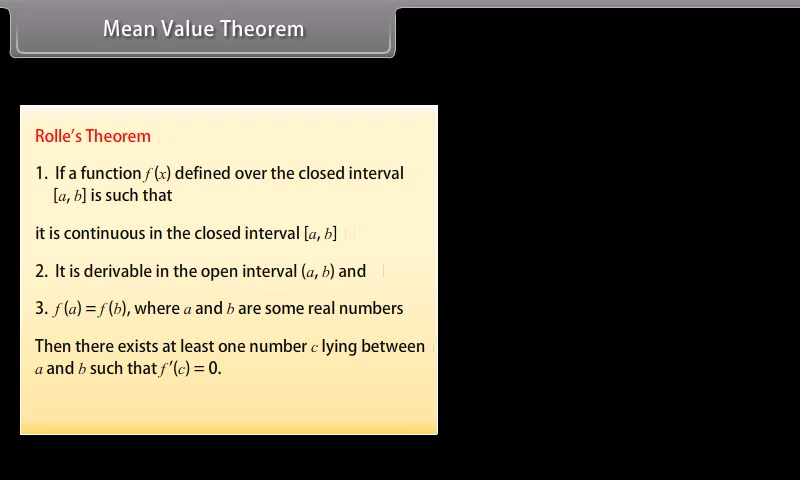 Mean Value Theorem
Rolle's Theorem
1. If a function f (x) defined over the closed interval
[a, b] is such that
it is continuous in the closed interval [a, b]
2. It is derivable in the open interval (a, b) and
3. f (a) = f (b), where a and b are some real numbers
Then there exists at least one number c lying between
a and b such that f ′(c) = 0.